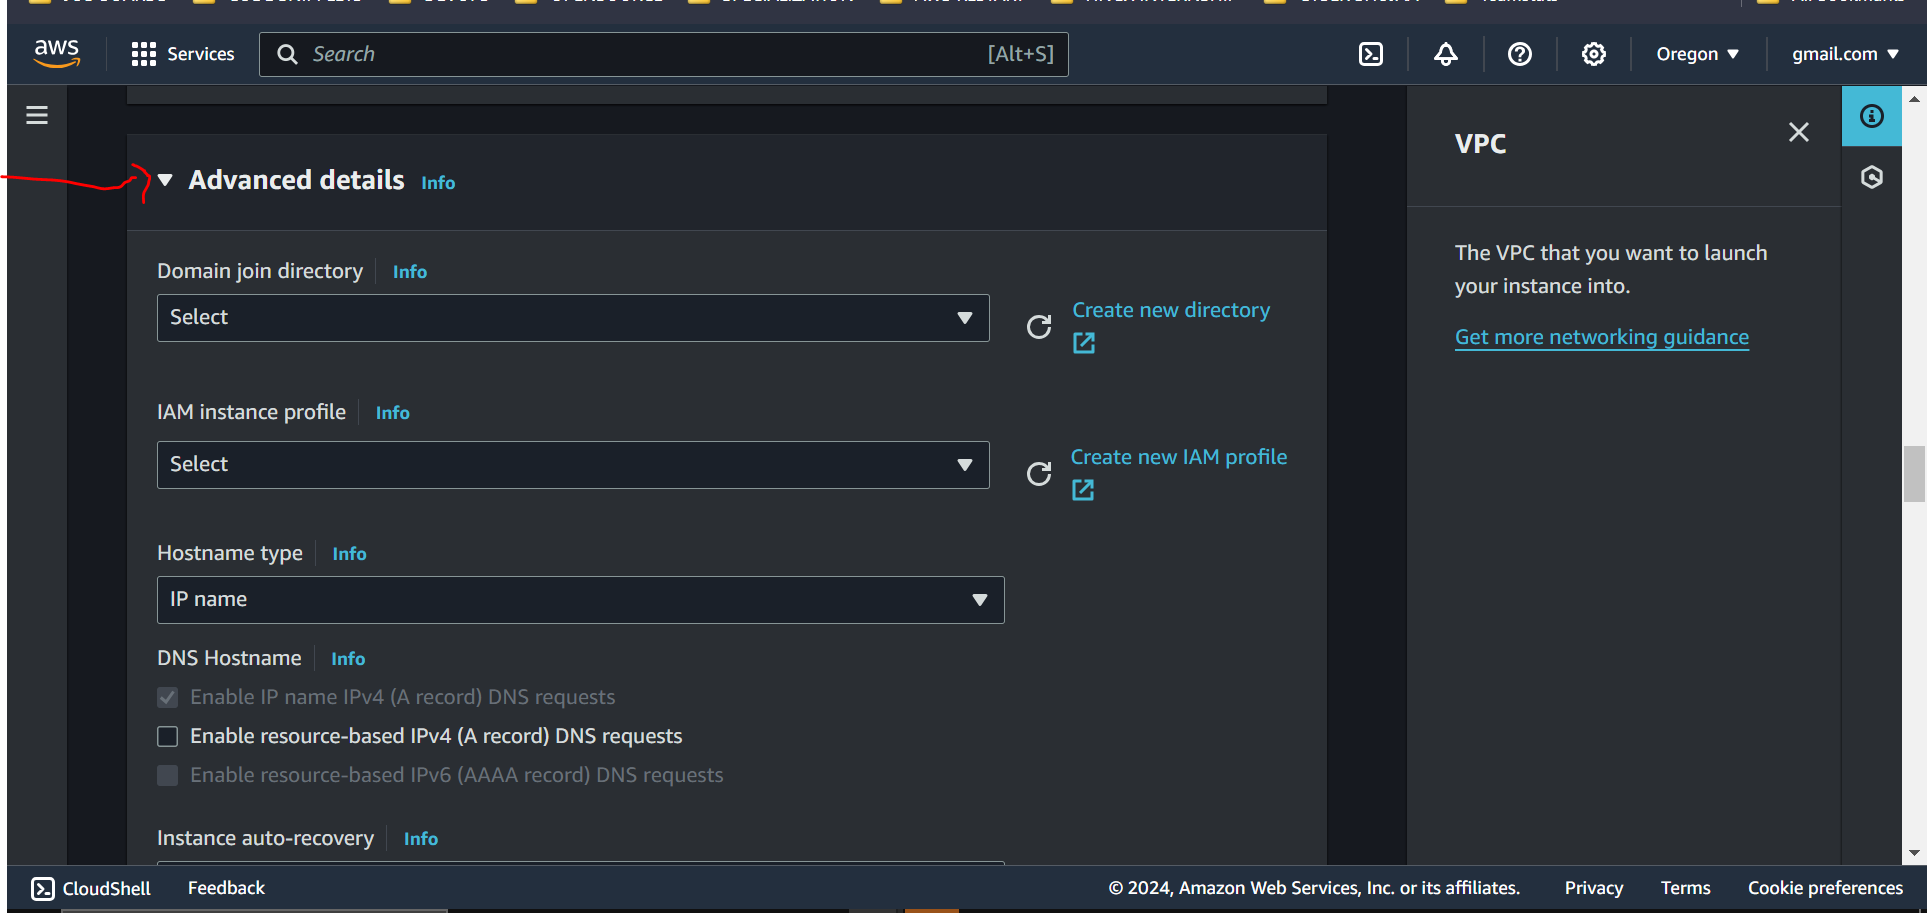 aws
Services
Search
[Alt+S]
Oregon
gmail.com
Advanced details Info
Domain join directory Info
Select
Create new directory
IAM instance profile Info
Select
Create new IAM profile
Hostname type Info
IP name
DNS Hostname Info
Enable IP name IPv4 (A record) DNS requests
Enable resource-based IPv4 (A record) DNS requests
Enable resource-based IPv6 (AAAA record) DNS requests
Instance auto-recovery Info
VPC
The VPC that you want to launch
your instance into.
Get more networking guidance
CloudShell
Feedback
© 2024, Amazon Web Services, Inc. or its affiliates.
Privacy
Terms
Cookie preferences